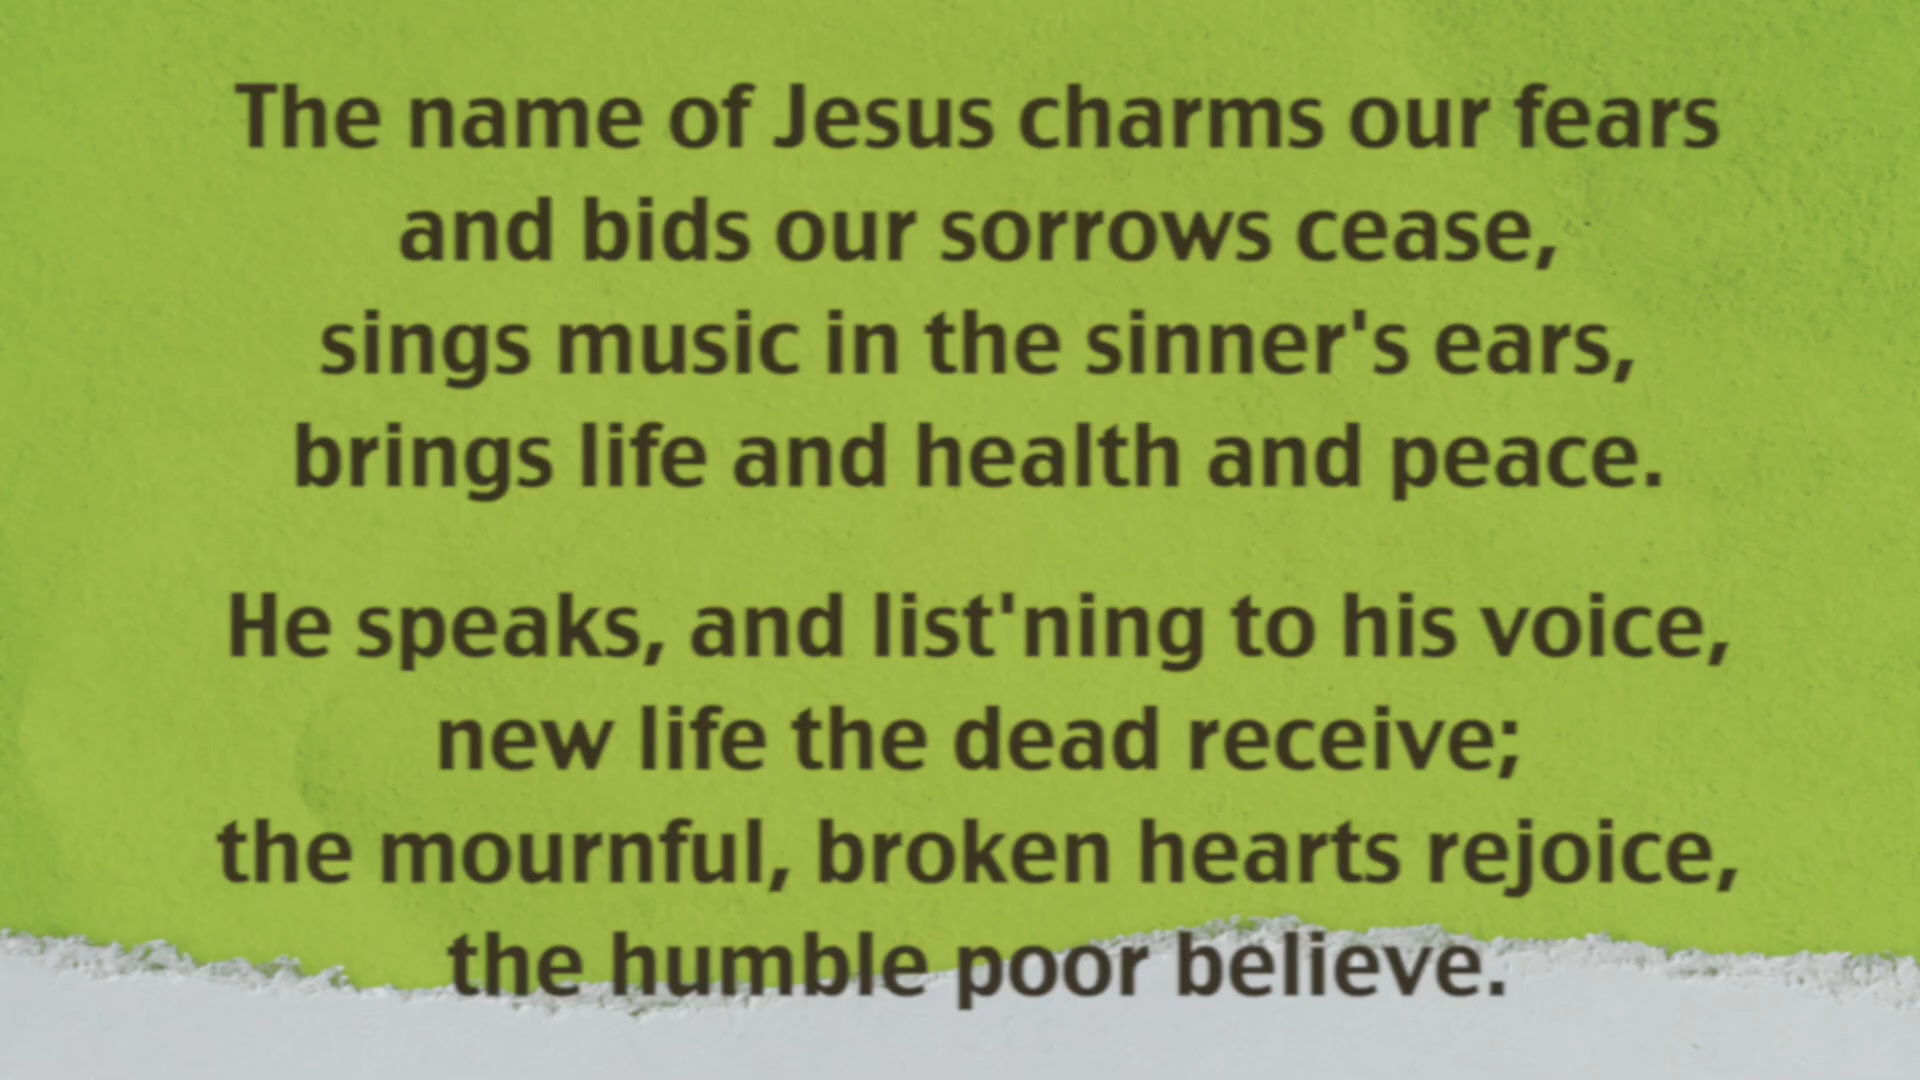 The name of Jesus charms our fears
and bids our sorrows cease,
sings music in the sinner's ears,
brings life and health and peace.
He speaks, and list'ning to his voice,
new life the dead receive;
the mournful, broken hearts rejoice,
the humble poor believe.